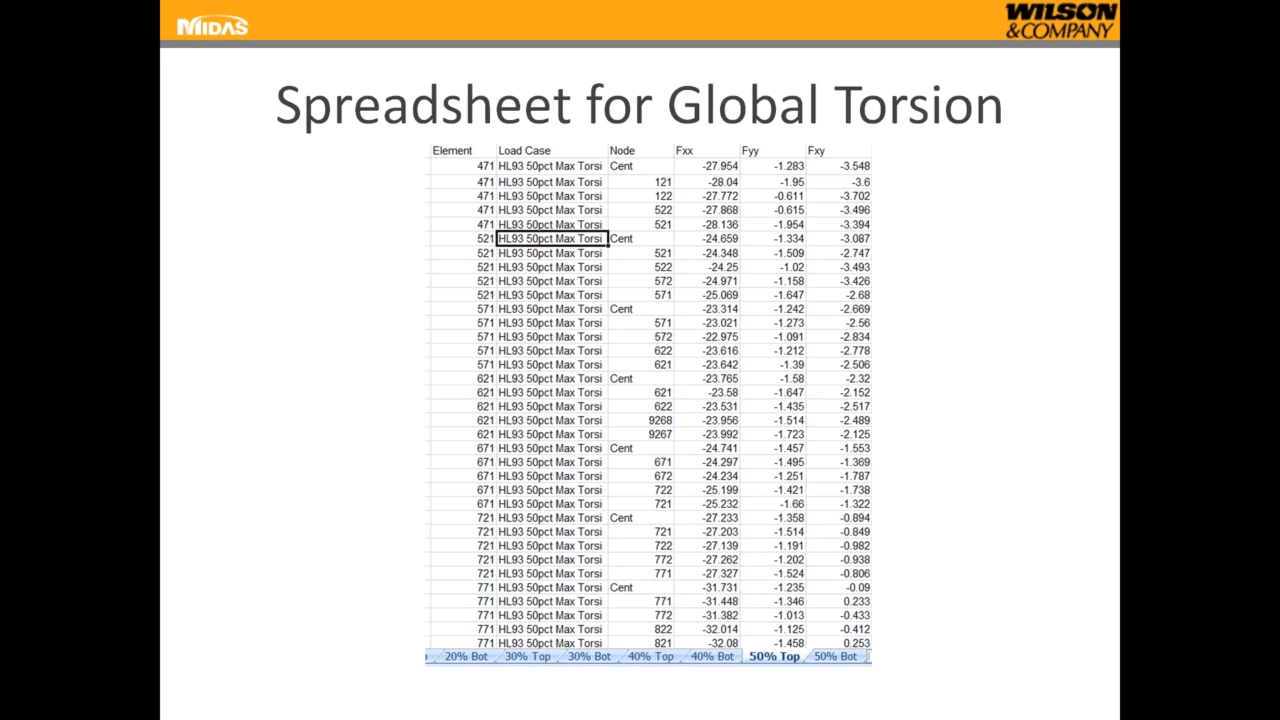 MIDAS
WILSON
&COMPANY
Spreadsheet for Global Torsion
Element Load Case Node Fxx Fyy Fxy
471 HL93 50pct Max Torsi Cent -27.954 -1.283 -3.548
471 HL93 50pct Max Torsi 121 -28.04 -1.95 -3.6
471 HL93 50pct Max Torsi 122 -27.772 -0.611 -3.702
471 HL93 50pct Max Torsi 522 -27.868 -0.615 -3.496
471 HL93 50pct Max Torsi 521 -28.136 -1.954 -3.394
521 HL93 50pct Max Torsi Cent -24.659 -1.334 -3.087
521 HL93 50pct Max Torsi 521 -24.348 -1.509 -2.747
521 HL93 50pct Max Torsi 522 -24.25 -1.02 -3.493
521 HL93 50pct Max Torsi 572 -24.971 -1.158 -3.426
521 HL93 50pct Max Torsi 571 -25.069 -1.647 -2.68
571 HL93 50pct Max Torsi Cent -23.314 -1.242 -2.669
571 HL93 50pct Max Torsi 571 -23.021 -1.273 -2.56
571 HL93 50pct Max Torsi 572 -22.975 -1.091 -2.834
571 HL93 50pct Max Torsi 622 -23.616 -1.212 -2.778
571 HL93 50pct Max Torsi 621 -23.642 -1.39 -2.506
621 HL93 50pct Max Torsi Cent -23.765 -1.58 -2.32
621 HL93 50pct Max Torsi 621 -23.58 -1.647 -2.152
621 HL93 50pct Max Torsi 622 -23.531 -1.435 -2.517
621 HL93 50pct Max Torsi 9268 -23.956 -1.514 -2.489
621 HL93 50pct Max Torsi 9267 -23.992 -1.723 -2.125
671 HL93 50pct Max Torsi Cent -24.741 -1.457 -1.553
671 HL93 50pct Max Torsi 671 -24.297 -1.495 -1.369
671 HL93 50pct Max Torsi 672 -24.234 -1.251 -1.787
671 HL93 50pct Max Torsi 722 -25.199 -1.421 -1.738
671 HL93 50pct Max Torsi 721 -25.232 -1.66 -1.322
721 HL93 50pct Max Torsi Cent -27.233 -1.358 -0.894
721 HL93 50pct Max Torsi 721 -27.203 -1.514 -0.849
721 HL93 50pct Max Torsi 722 -27.139 -1.191 -0.982
721 HL93 50pct Max Torsi 772 -27.262 -1.202 -0.938
721 HL93 50pct Max Torsi 771 -27.327 -1.524 -0.806
771 HL93 50pct Max Torsi Cent -31.731 -1.235 -0.09
771 HL93 50pct Max Torsi 771 -31.448 -1.346 0.233
771 HL93 50pct Max Torsi 772 -31.382 -1.013 -0.433
771 HL93 50pct Max Torsi 822 -32.014 -1.125 -0.412
771 HL93 50pct Max Torsi 821 -32.08 -1.458 0.253
20% Bot 30% Top 30% Bot 40% Top 40% Bot 50% Top 50% Bot